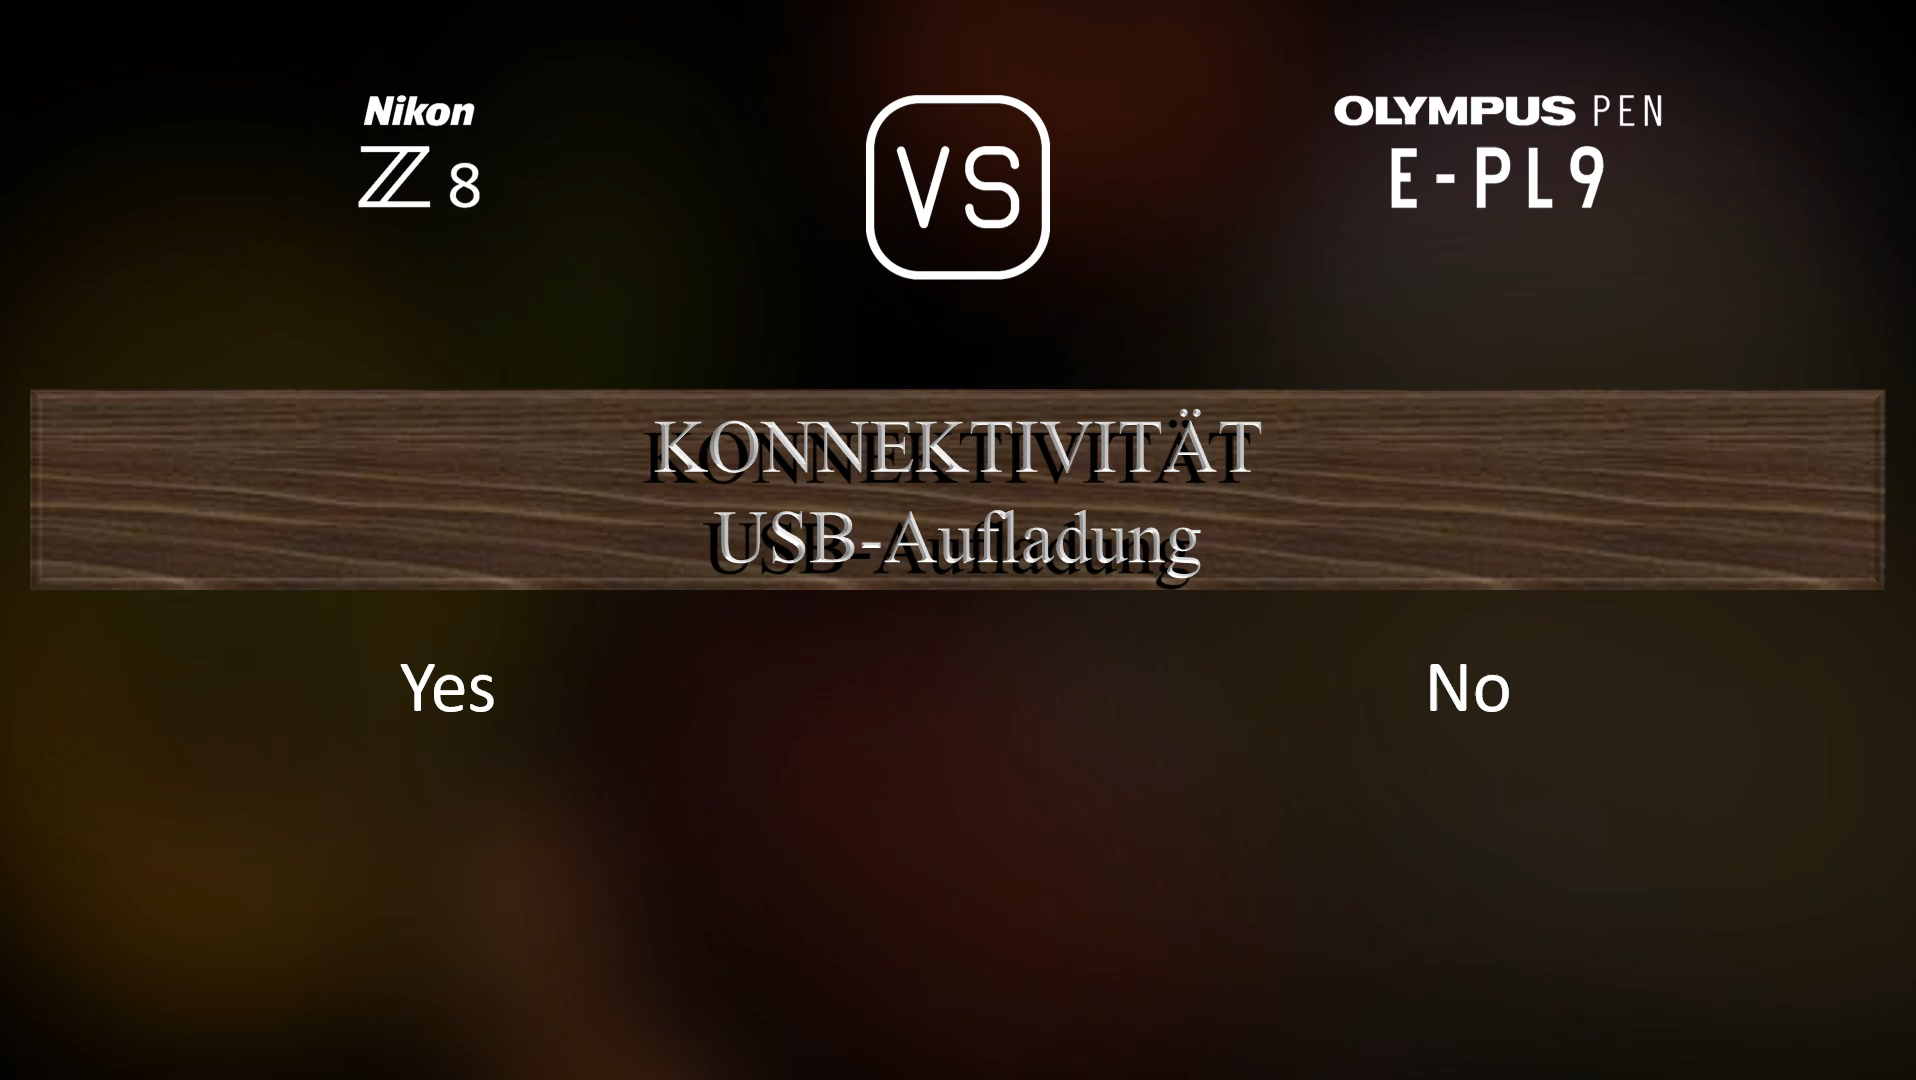 Nikon
Z 8
VS
OLYMPUS PEN
E-PL9
KONNEKTIVITÄT
USB-Aufladung
Yes
No